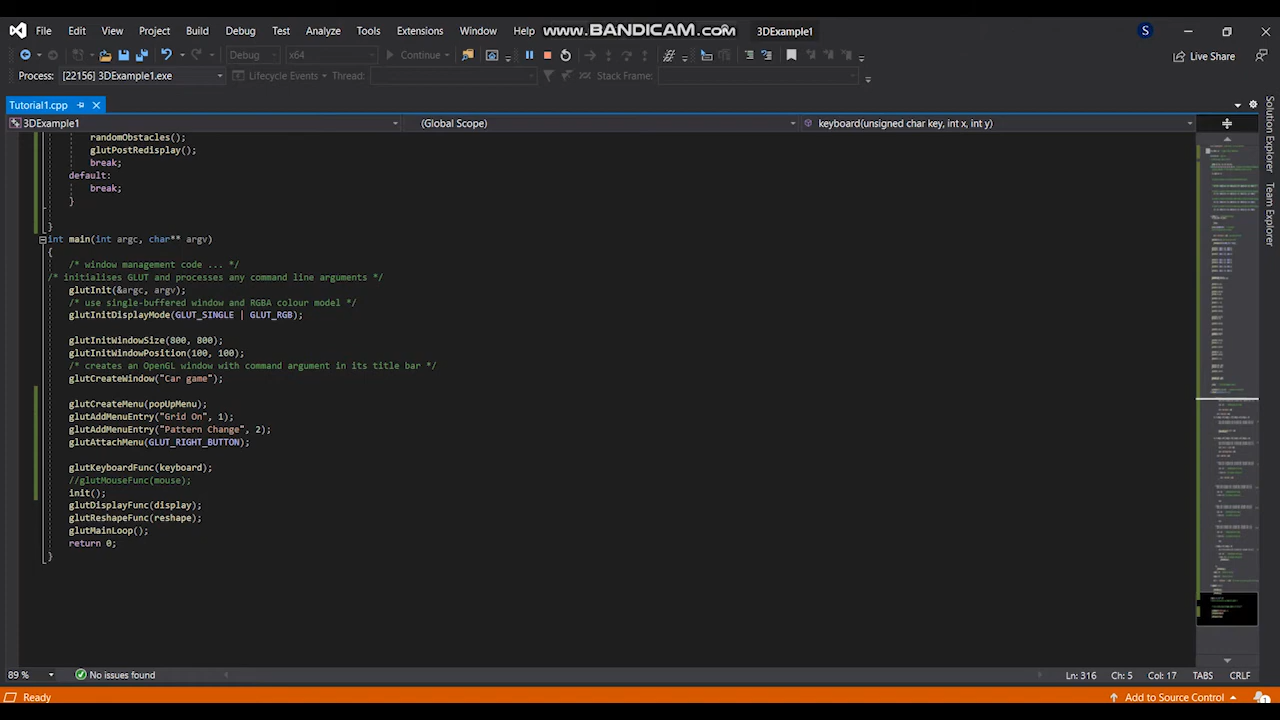 File Edit View Project Build Debug Test Analyze Tools Extensions Window Help www.BANDICAM.com 3DExample1 S
Debug x64 Continue Live Share
Process: [22156] 3DExample1.exe Lifecycle Events Thread: Stack Frame:
Tutorial1.cpp
3DExample1 (Global Scope) keyboard(unsigned char key, int x, int y)
randomObstacles();
glutPostRedisplay();
break;
default:
break;
}
}
int main(int argc, char** argv)
{
/* window management code ... */
/* initialises GLUT and processes any command line arguments */
glutInit(&argc, argv);
/* use single-buffered window and RGBA colour model */
glutInitDisplayMode(GLUT_SINGLE | GLUT_RGB);
glutInitWindowSize(800, 800);
glutInitWindowPosition(100, 100);
/* creates an OpenGL window with command argument in its title bar */
glutCreateWindow("Car game");
glutCreateMenu(popUpMenu);
glutAddMenuEntry("Grid On", 1);
glutAddMenuEntry("Pattern Change", 2);
glutAttachMenu(GLUT_RIGHT_BUTTON);
glutKeyboardFunc(keyboard);
//glutMouseFunc(mouse);
init();
glutDisplayFunc(display);
glutReshapeFunc(reshape);
glutMainLoop();
return 0;
}
Solution Explorer
Team Explorer
89 % No issues found Ln: 316 Ch: 5 Col: 17 TABS CRLF
Ready Add to Source Control 1